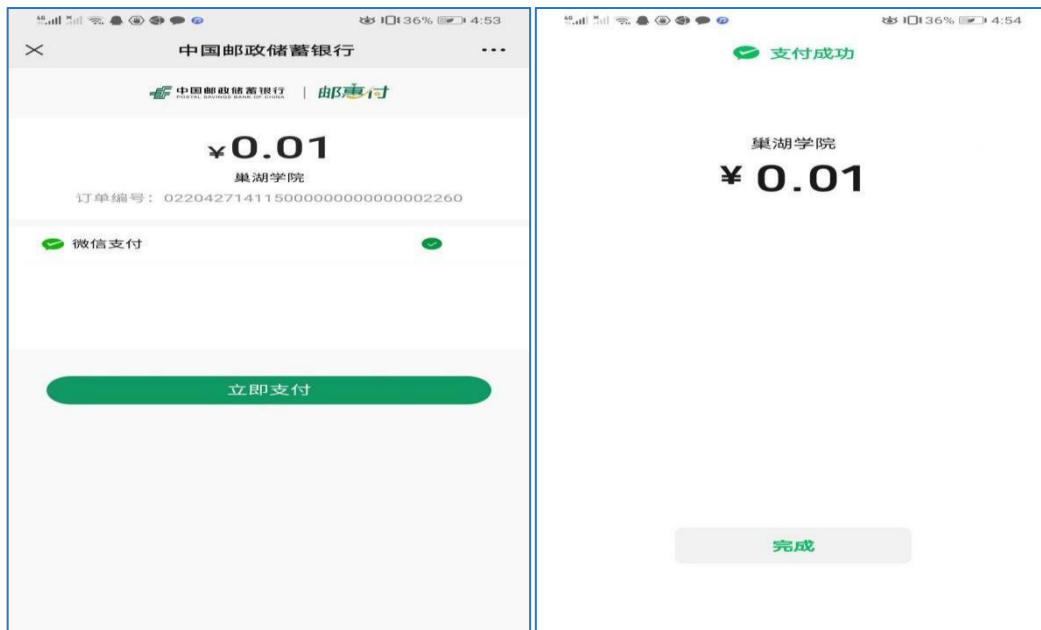 36% 4:53
中国邮政储蓄银行
中国邮政储蓄银行 | 邮惠付
POSTAL SAVINGS BANK OF CHINA
¥0.01
巢湖学院
订单编号：02204271411500000000000002260
微信支付
立即支付
36% 4:54
支付成功
巢湖学院
¥ 0.01
完成